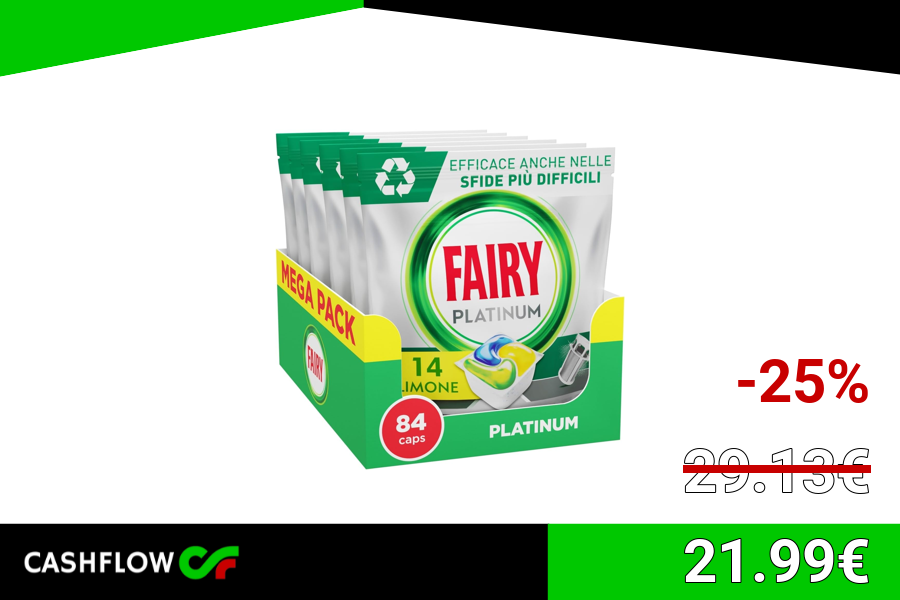 EFFICACE ANCHE NELLE
SFIDE PIÙ DIFFICILI
FAIRY
PLATINUM
MEGA PACK
FAIRY
14
LIMONE
84
caps
PLATINUM
-25%
29.13€
CASHFLOW
21.99€